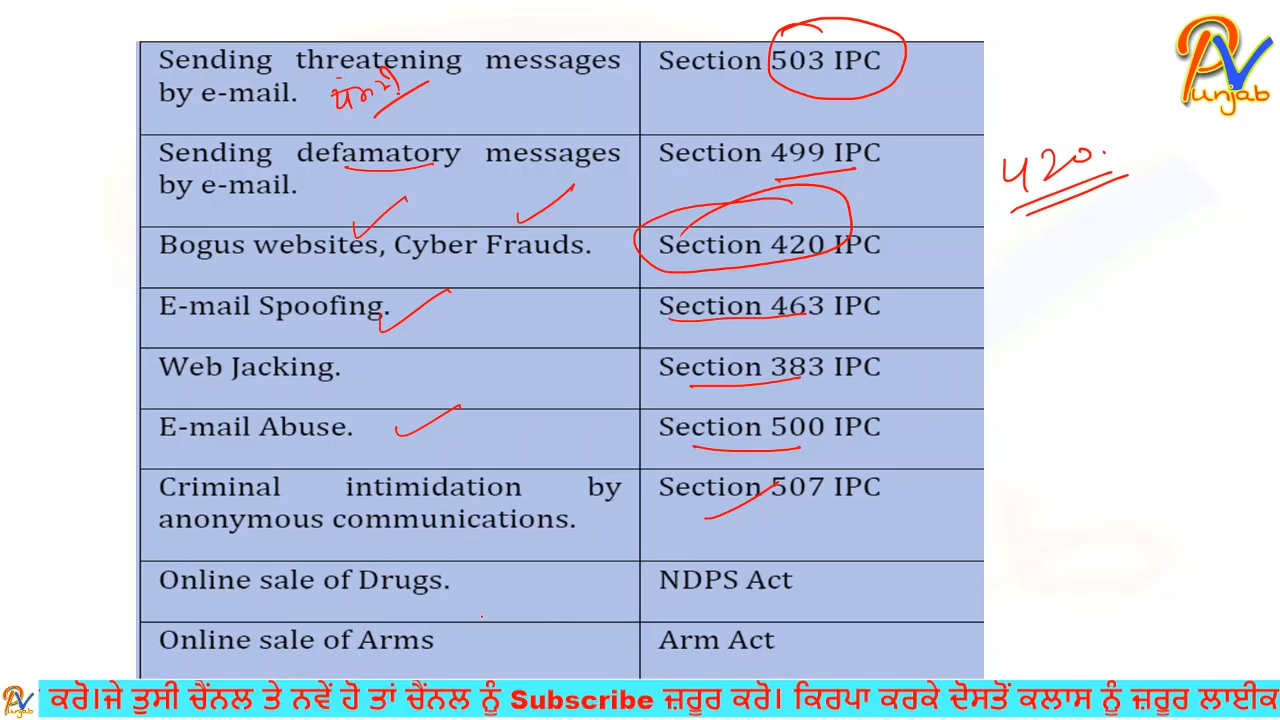 Sending threatening messages
by e-mail.
ਧਮਕੀ
Section 503 IPC
Sending defamatory messages
by e-mail.
Section 499 IPC
420.
Bogus websites, Cyber Frauds.
Section 420 IPC
E-mail Spoofing.
Section 463 IPC
Web Jacking.
Section 383 IPC
E-mail Abuse.
Section 500 IPC
Criminal intimidation by
anonymous communications.
Section 507 IPC
Online sale of Drugs.
NDPS Act
Online sale of Arms
Arm Act
PV Punjab
ਕਰੋ।ਜੇ ਤੁਸੀ ਚੈਂਨਲ ਤੇ ਨਵੇਂ ਹੋ ਤਾਂ ਚੈਂਨਲ ਨੂੰ Subscribe ਜ਼ਰੂਰ ਕਰੋ। ਕਿਰਪਾ ਕਰਕੇ ਦੋਸਤੋਂ ਕਲਾਸ ਨੂੰ ਜ਼ਰੂਰ ਲਾਈਕ